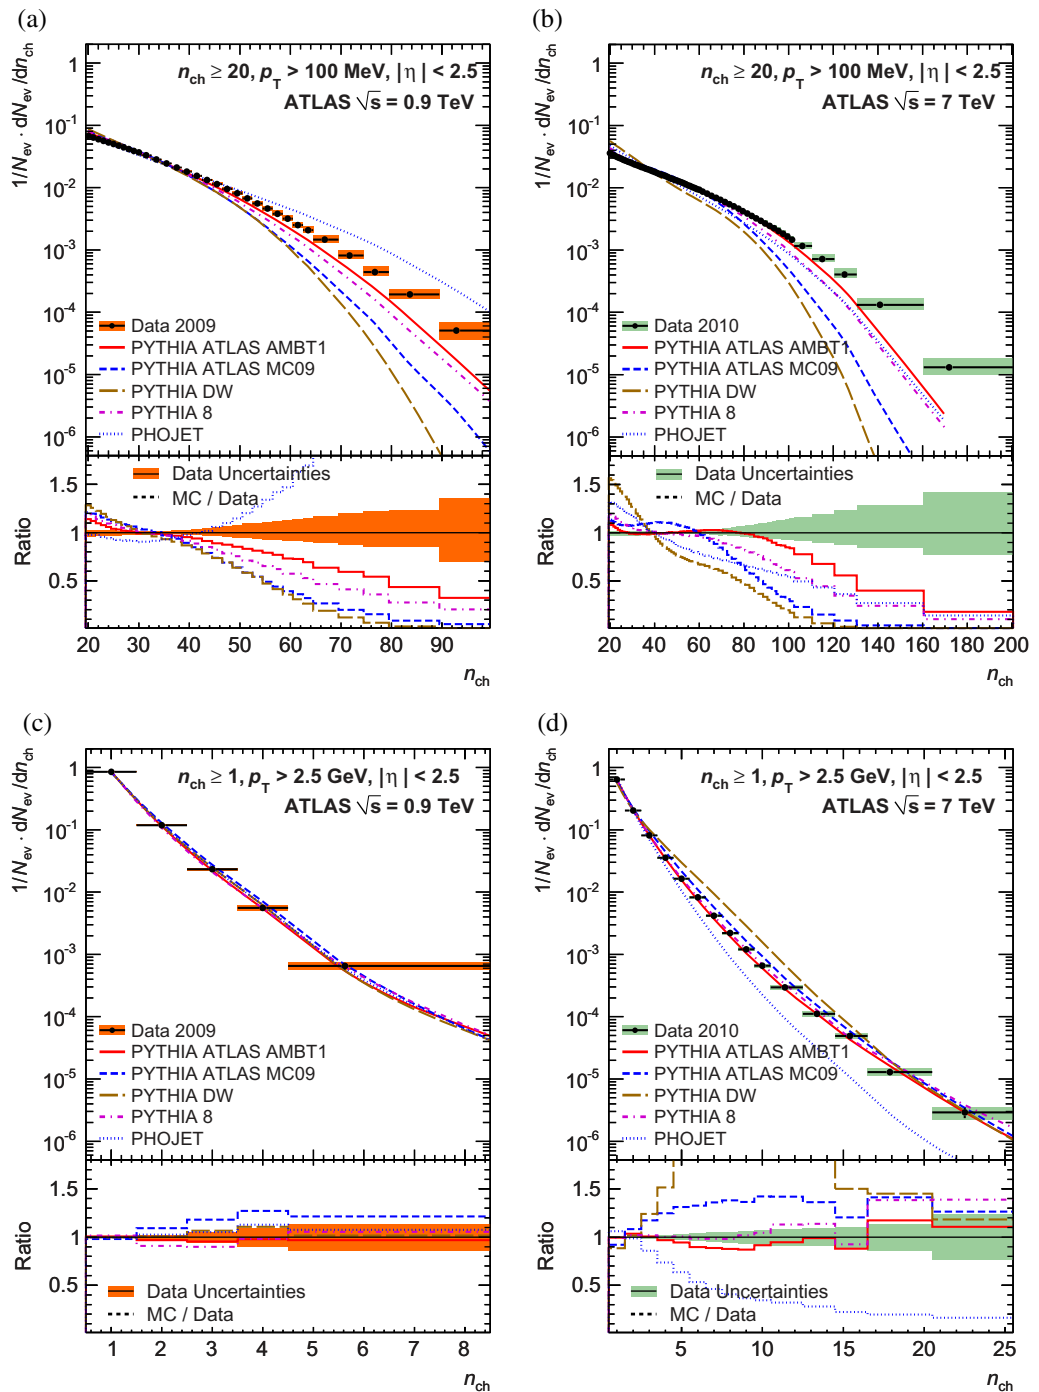 (a)
1/N_ev · dN_ev/dn_ch
n_ch ≥ 20, p_T > 100 MeV, |η| < 2.5
ATLAS √s = 0.9 TeV
1
10^-1
10^-2
10^-3
10^-4
10^-5
10^-6
Data 2009
PYTHIA ATLAS AMBT1
PYTHIA ATLAS MC09
PYTHIA DW
PYTHIA 8
PHOJET
Ratio
1.5
1
0.5
Data Uncertainties
MC / Data
20 30 40 50 60 70 80 90
n_ch
(b)
1/N_ev · dN_ev/dn_ch
n_ch ≥ 20, p_T > 100 MeV, |η| < 2.5
ATLAS √s = 7 TeV
1
10^-1
10^-2
10^-3
10^-4
10^-5
10^-6
Data 2010
PYTHIA ATLAS AMBT1
PYTHIA ATLAS MC09
PYTHIA DW
PYTHIA 8
PHOJET
Ratio
1.5
1
0.5
Data Uncertainties
MC / Data
20 40 60 80 100 120 140 160 180 200
n_ch
(c)
1/N_ev · dN_ev/dn_ch
n_ch ≥ 1, p_T > 2.5 GeV, |η| < 2.5
ATLAS √s = 0.9 TeV
1
10^-1
10^-2
10^-3
10^-4
10^-5
10^-6
Data 2009
PYTHIA ATLAS AMBT1
PYTHIA ATLAS MC09
PYTHIA DW
PYTHIA 8
PHOJET
Ratio
1.5
1
0.5
Data Uncertainties
MC / Data
1 2 3 4 5 6 7 8
n_ch
(d)
1/N_ev · dN_ev/dn_ch
n_ch ≥ 1, p_T > 2.5 GeV, |η| < 2.5
ATLAS √s = 7 TeV
1
10^-1
10^-2
10^-3
10^-4
10^-5
10^-6
Data 2010
PYTHIA ATLAS AMBT1
PYTHIA ATLAS MC09
PYTHIA DW
PYTHIA 8
PHOJET
Ratio
1.5
1
0.5
Data Uncertainties
MC / Data
5 10 15 20 25
n_ch